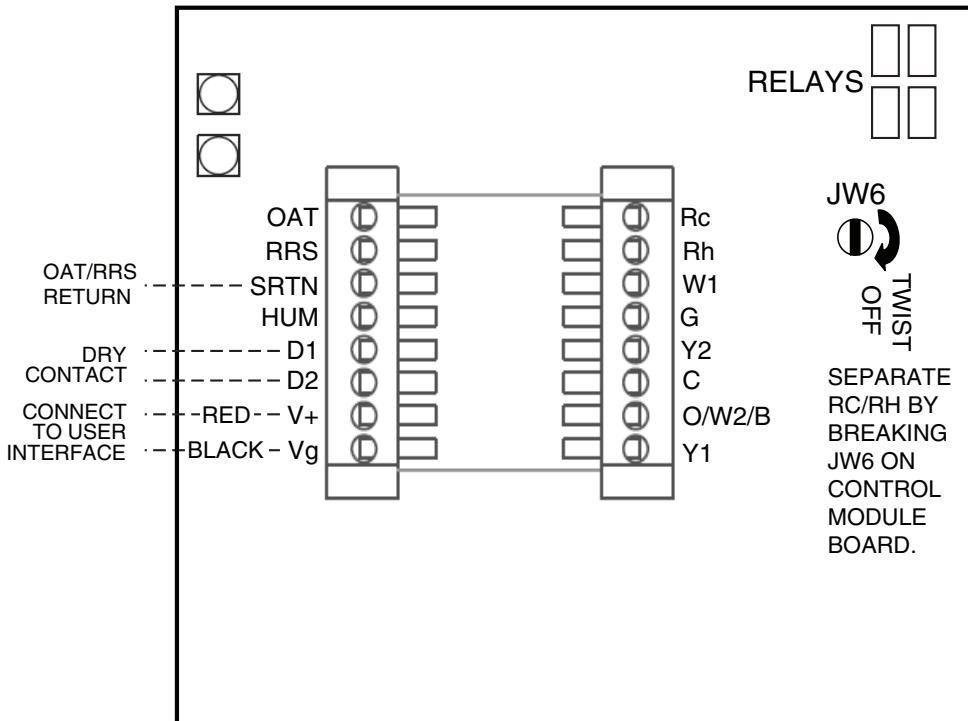 RELAYS
JW6
TWIST
OFF
SEPARATE
RC/RH BY
BREAKING
JW6 ON
CONTROL
MODULE
BOARD.
OAT/RRS
RETURN
DRY
CONTACT
CONNECT
TO USER
INTERFACE
RED
BLACK
OAT
RRS
SRTN
HUM
D1
D2
V+
Vg
Rc
Rh
W1
G
Y2
C
O/W2/B
Y1